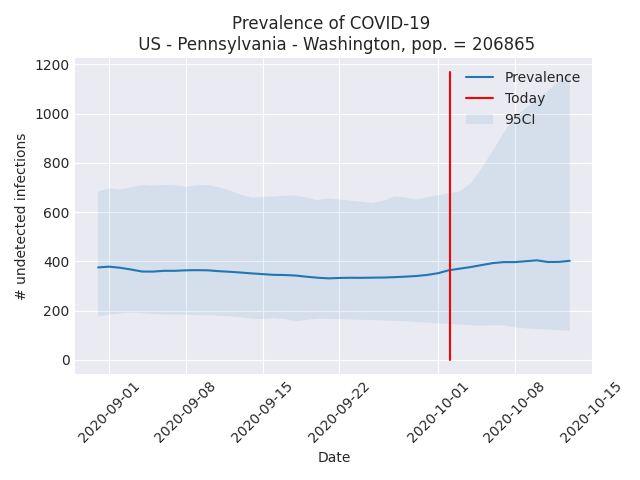 Prevalence of COVID-19
US - Pennsylvania - Washington, pop. = 206865
1200
1000
800
600
400
200
0
# undetected infections
Prevalence
Today
95CI
2020-09-01
2020-09-08
2020-09-15
2020-09-22
2020-10-01
2020-10-08
2020-10-15
Date